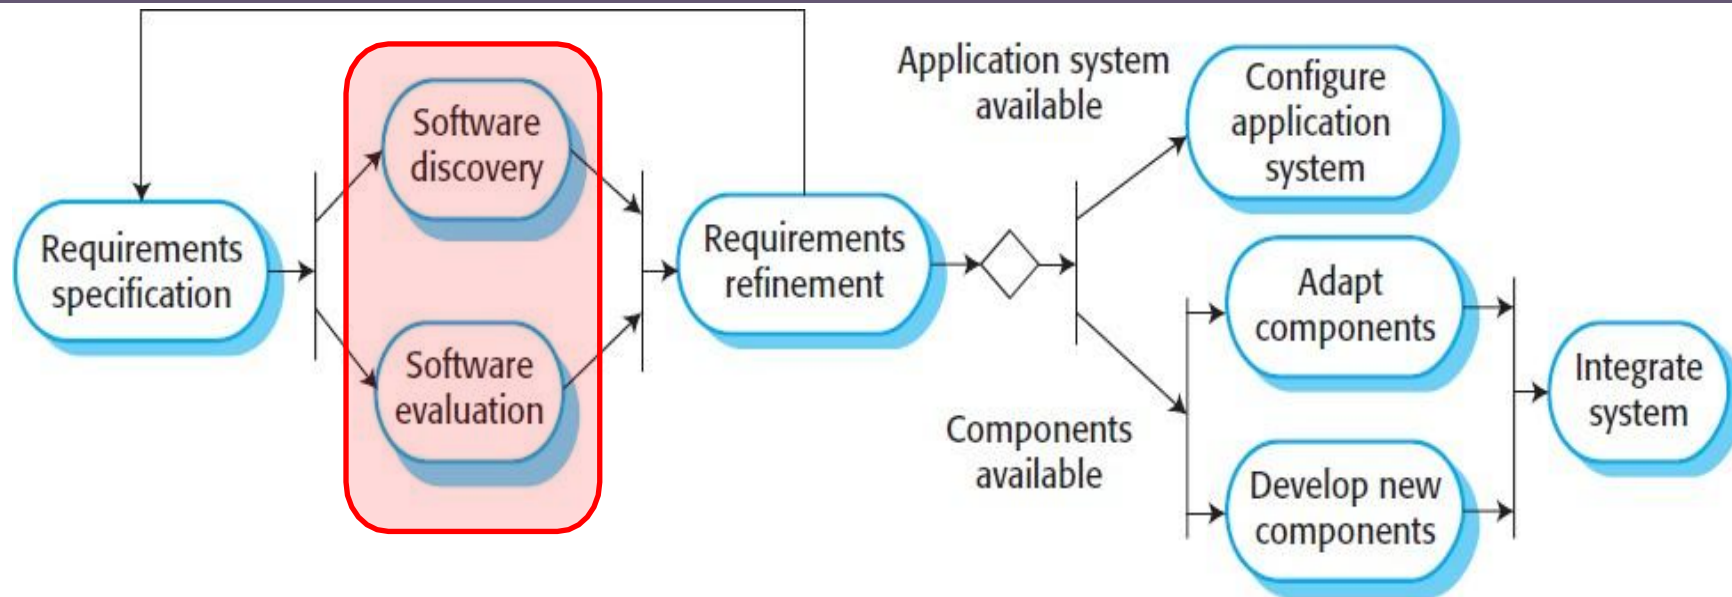 Requirements
specification
Software
discovery
Software
evaluation
Requirements
refinement
Application system
available
Components
available
Configure
application
system
Adapt
components
Develop new
components
Integrate
system